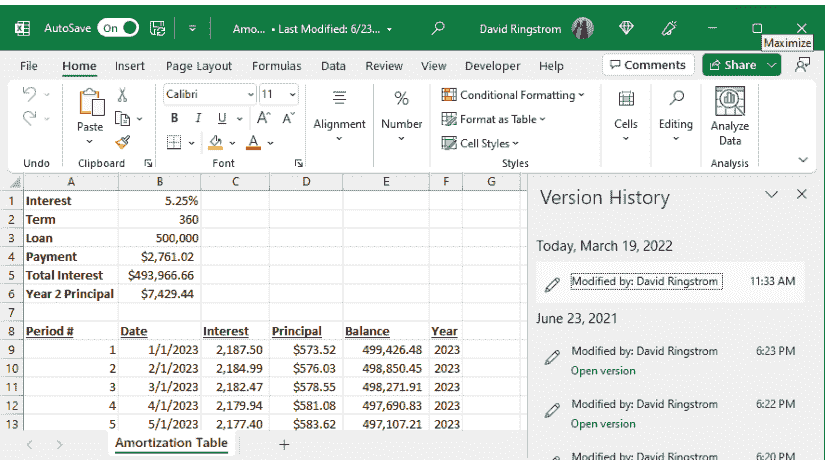 AutoSave On Amo... • Last Modified: 6/23... David Ringstrom
Maximize
File Home Insert Page Layout Formulas Data Review View Developer Help Comments Share
Calibri 11
Paste B I U A A A Alignment % Number Conditional Formatting Format as Table Cell Styles Cells Editing Analyze Data
Undo Clipboard Font Styles Analysis
A B C D E F G
1 Interest 5.25%
2 Term 360
3 Loan 500,000
4 Payment $2,761.02
5 Total Interest $493,966.66
6 Year 2 Principal $7,429.44
7
8 Period # Date Interest Principal Balance Year
9 1 1/1/2023 2,187.50 $573.52 499,426.48 2023
10 2 2/1/2023 2,184.99 $576.03 498,850.45 2023
11 3 3/1/2023 2,182.47 $578.55 498,271.91 2023
12 4 4/1/2023 2,179.94 $581.08 497,690.83 2023
13 5 5/1/2023 2,177.40 $583.62 497,107.21 2023
Amortization Table
Version History
Today, March 19, 2022
Modified by: David Ringstrom 11:33 AM
June 23, 2021
Modified by: David Ringstrom 6:23 PM
Open version
Modified by: David Ringstrom 6:22 PM
Open version
Modified by: David Ringstrom 6:20 PM